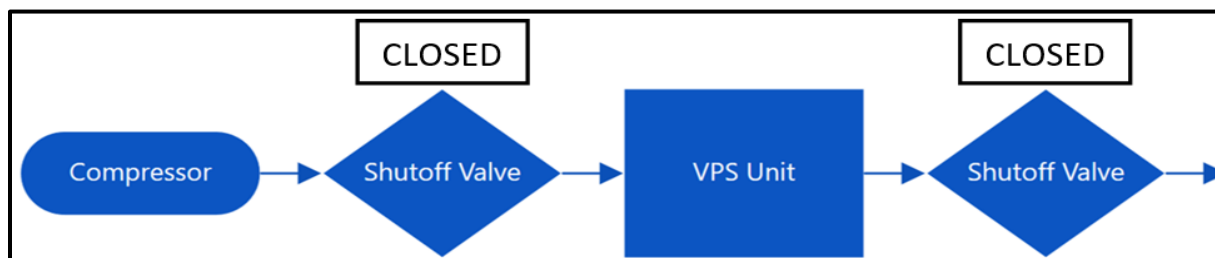 CLOSED
CLOSED
Compressor
Shutoff Valve
VPS Unit
Shutoff Valve